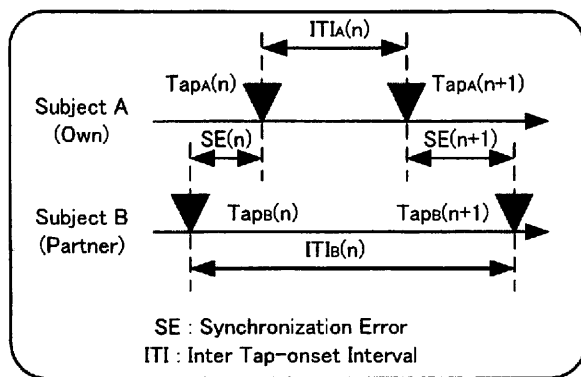 ITIA(n)
TapA(n) TapA(n+1)
Subject A
(Own)
SE(n) SE(n+1)
Subject B
(Partner)
TapB(n) TapB(n+1)
ITIB(n)
SE : Synchronization Error
ITI : Inter Tap-onset Interval